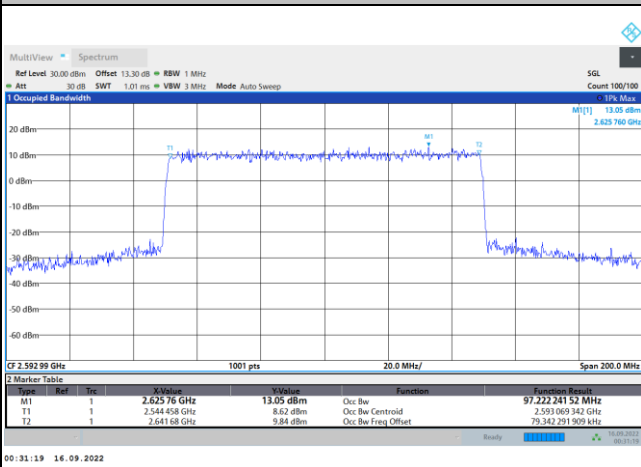 MultiView Spectrum
Ref Level 30.00 dBm Offset 13.30 dB RBW 1 MHz SGL
Att 30 dB SWT 1.01 ms VBW 3 MHz Mode Auto Sweep Count 100/100
1 Occupied Bandwidth 1Pk Max
M1[1] 13.05 dBm
2.625 760 GHz
20 dBm
M1
T1 T2
10 dBm
0 dBm
-10 dBm
-20 dBm
-30 dBm
-40 dBm
-50 dBm
-60 dBm
CF 2.592 99 GHz 1001 pts 20.0 MHz/ Span 200.0 MHz
2 Marker Table
Type Ref Trc X-Value Y-Value Function Function Result
M1 1 2.625 76 GHz 13.05 dBm Occ Bw 97.222 241 52 MHz
T1 1 2.544 458 GHz 8.62 dBm Occ Bw Centroid 2.593 069 342 GHz
T2 1 2.641 68 GHz 9.84 dBm Occ Bw Freq Offset 79.342 291 909 kHz
Ready 16.09.2022
00:31:19
00:31:19 16.09.2022